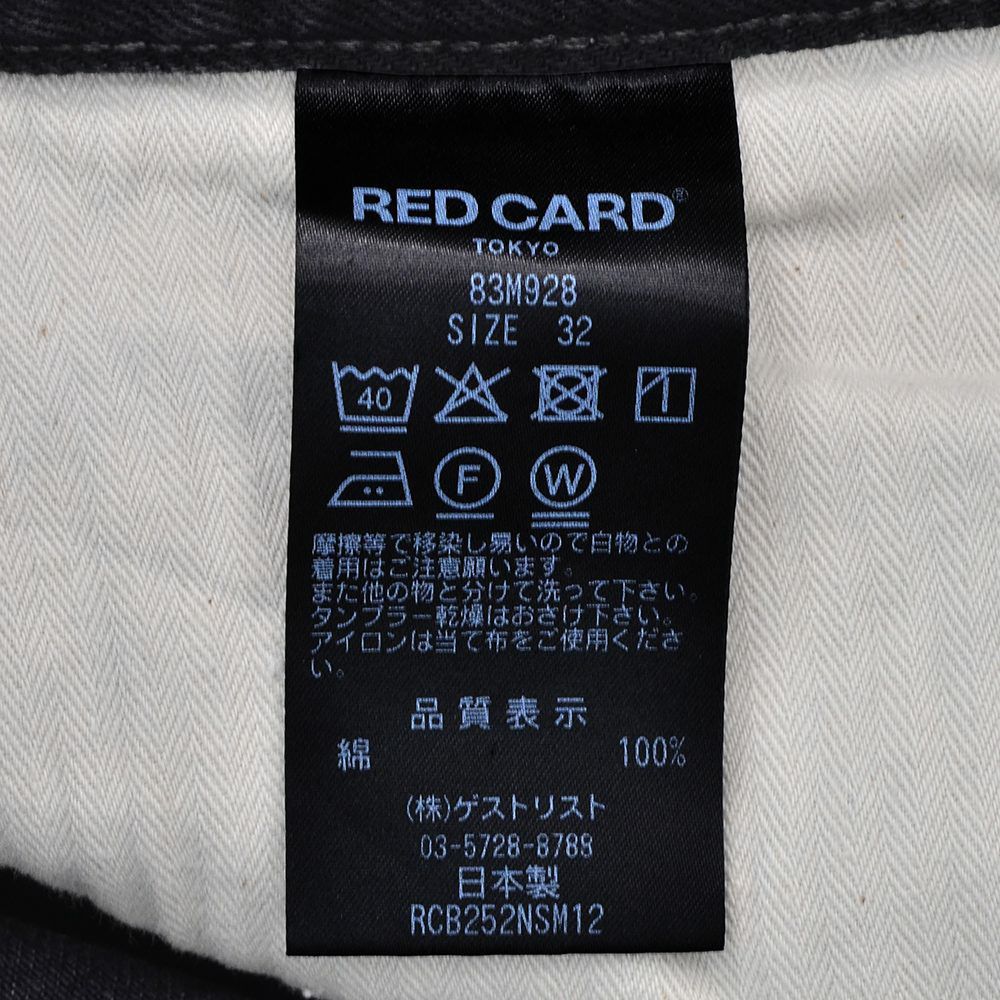 RED CARD®
TOKYO
83M928
SIZE 32
40
F W
摩擦等で移染し易いので白物との
着用はご注意願います。
また他の物と分けて洗って下さい。
タンブラー乾燥はおさけ下さい。
アイロンは当て布をご使用くださ
い。
品質表示
綿 100%
(株)ゲストリスト
03-5728-8788
日本製
RCB252NSM12